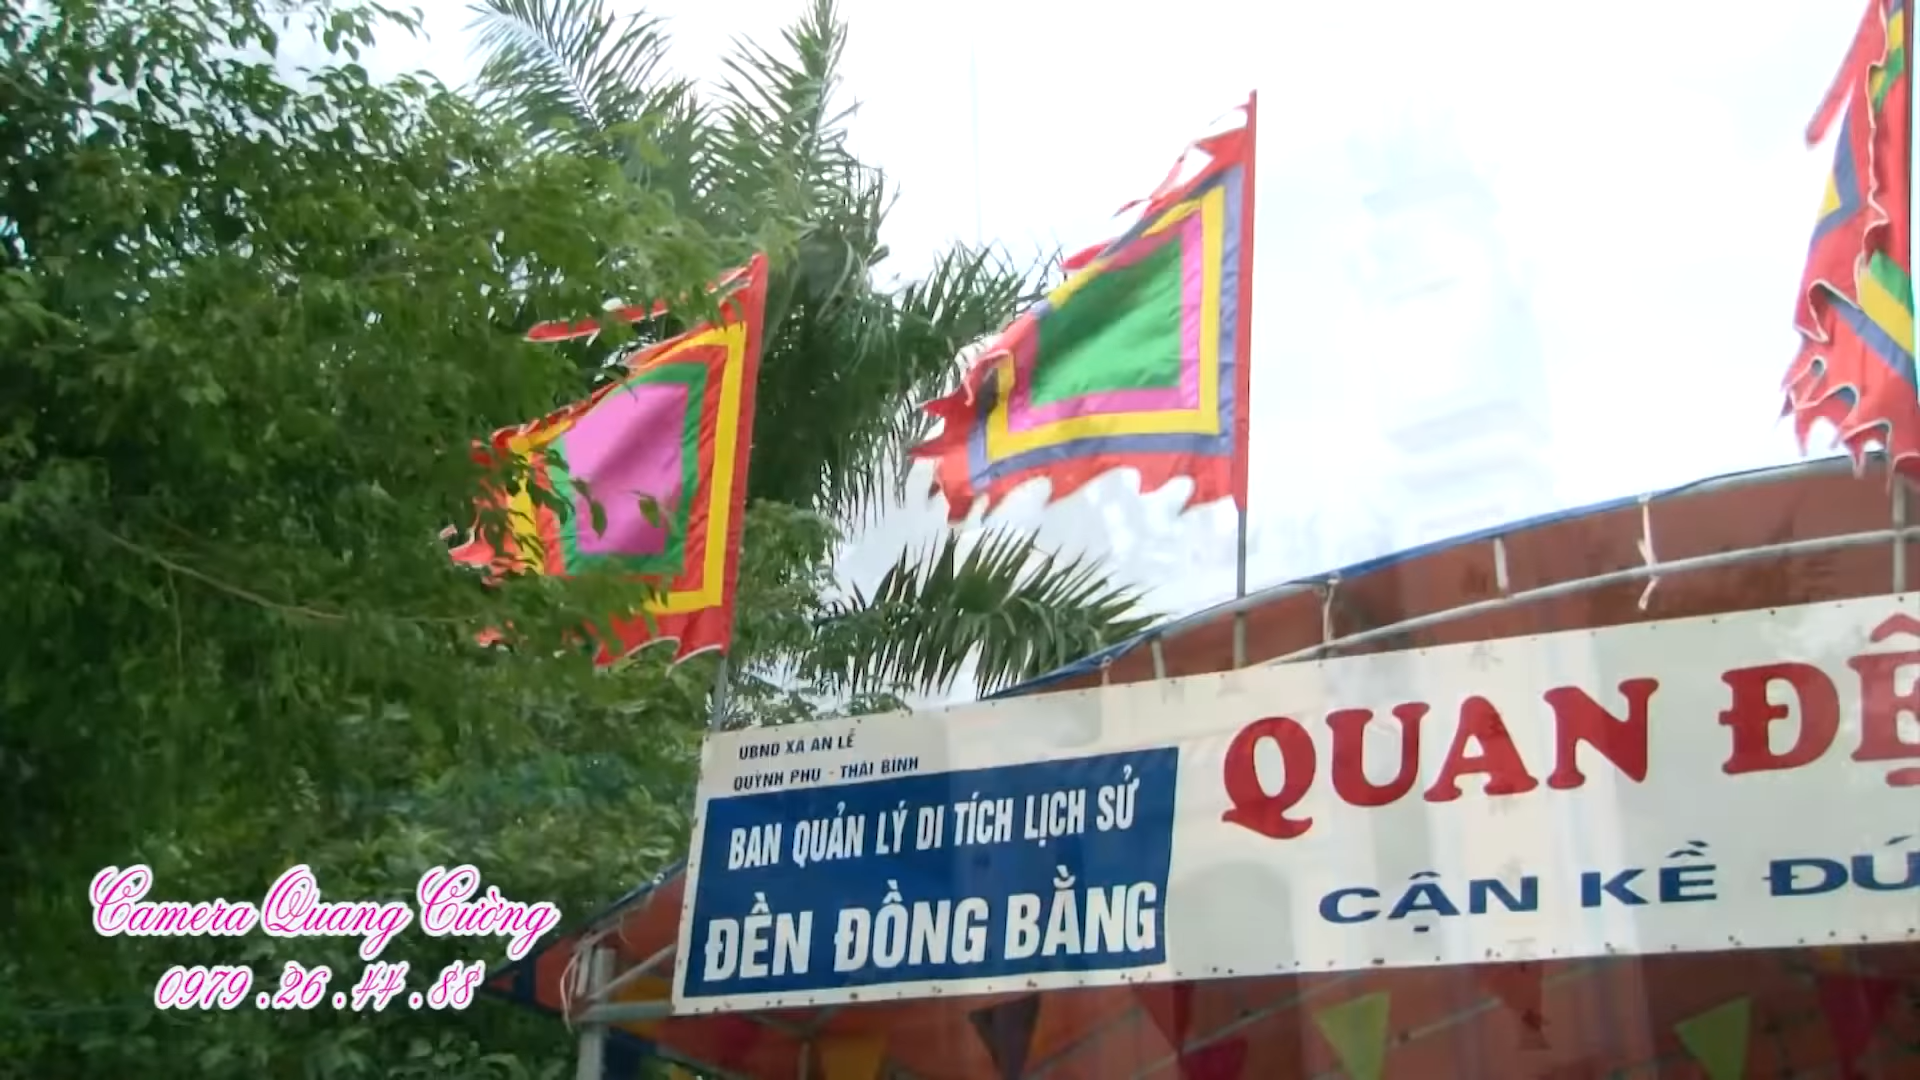 UBND XÃ AN LỄ
QUỲNH PHỤ - THÁI BÌNH
BAN QUẢN LÝ DI TÍCH LỊCH SỬ
ĐỀN ĐỒNG BẰNG
QUAN ĐỆ
CẬN KỀ ĐÚ
Camera Quang Cường
0979.26.44.88